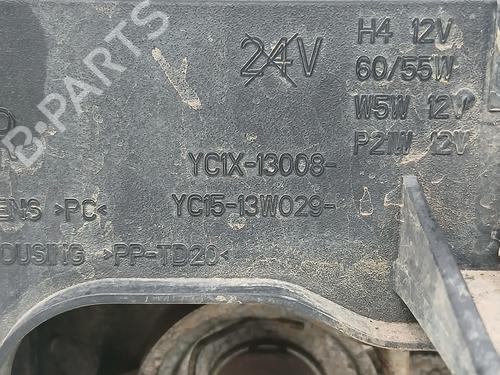 24V
H4 12V
60/55W
W5W 12V
P21W 12V
YC1X-13008-
YC15-13W029-
ENS >PC<
OUSING >PP-TD20<
B-PARTS